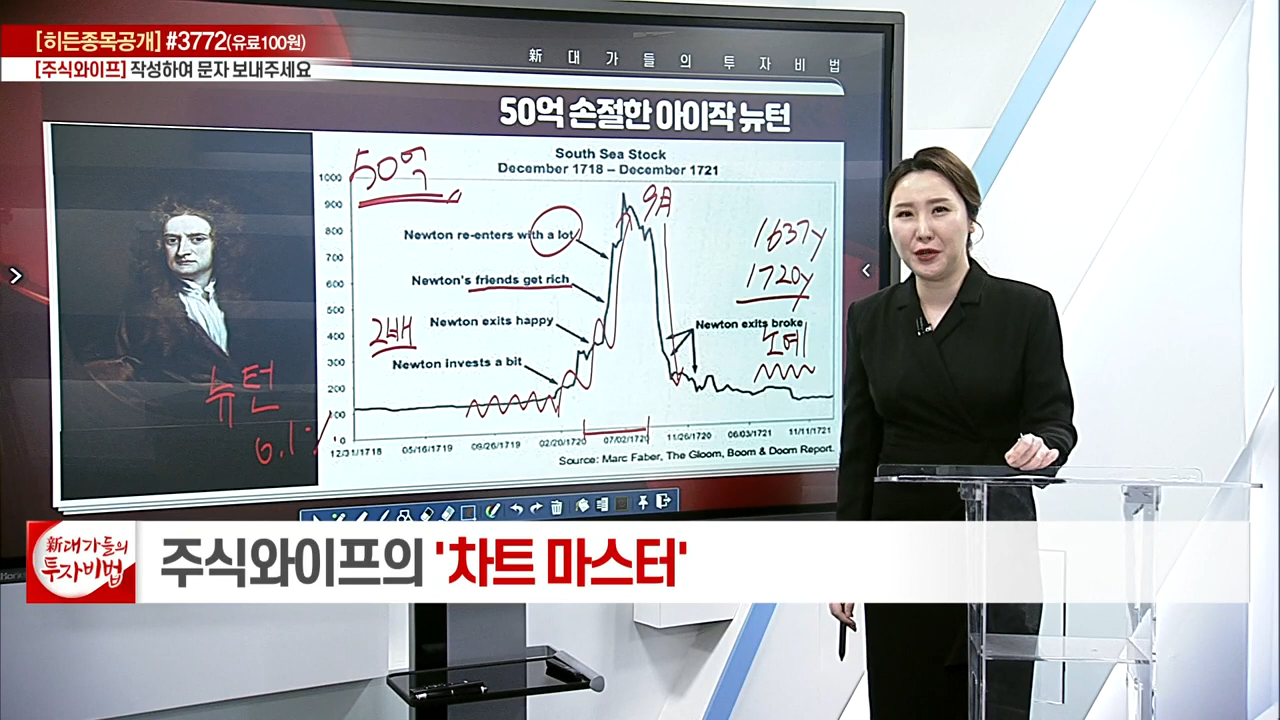 [히든종목공개] #3772(유료100원)
[주식와이프] 작성하여 문자 보내주세요
新 대 가 들 의 투 자 비 법
50억 손절한 아이작 뉴턴
South Sea Stock
December 1718 – December 1721
50억
1000
900
800
700
600
500
400
300
200
100
0
9月
Newton re-enters with a lot
Newton's friends get rich
Newton exits happy
Newton invests a bit
Newton exits broke
2배
1637y
1720y
노예
뉴턴
6.1%
12/31/1718
05/16/1719
09/26/1719
02/20/1720
07/02/1720
11/26/1720
06/03/1721
11/11/1721
Source: Marc Faber, The Gloom, Boom & Doom Report.
新대가들의
투자비법
주식와이프의 '차트 마스터'